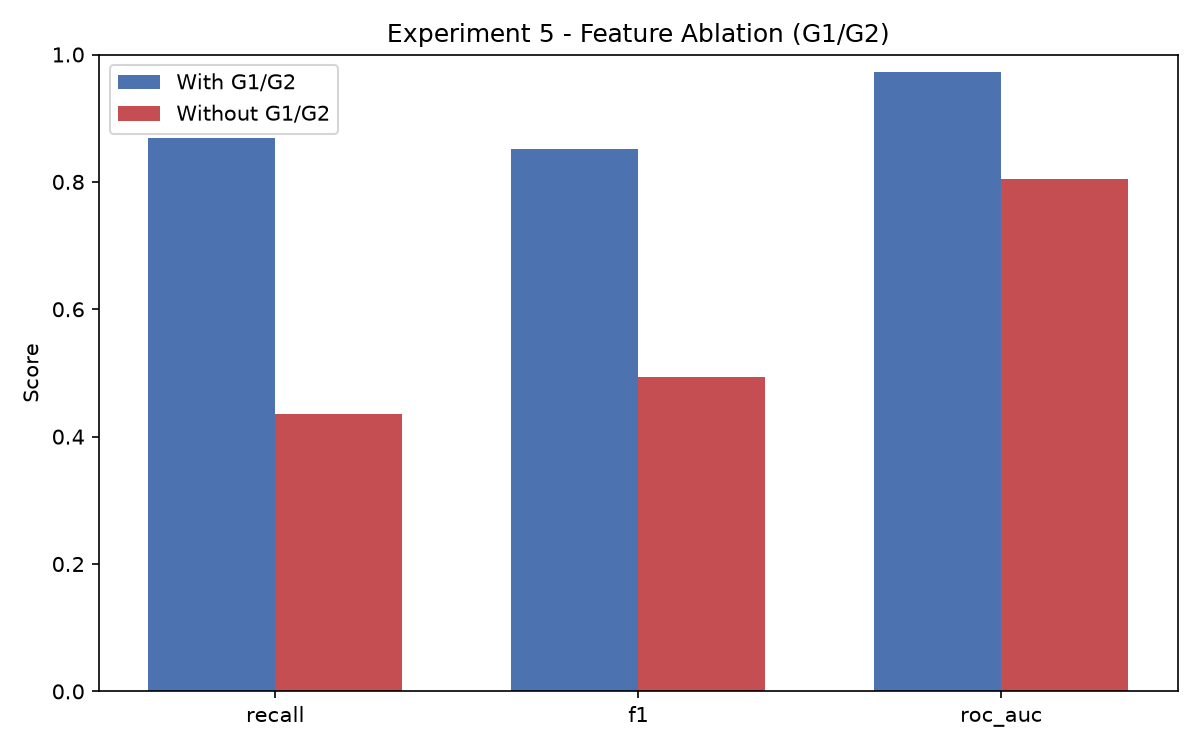 Experiment 5 - Feature Ablation (G1/G2)
With G1/G2
Without G1/G2
Score
1.0
0.8
0.6
0.4
0.2
0.0
recall
f1
roc_auc